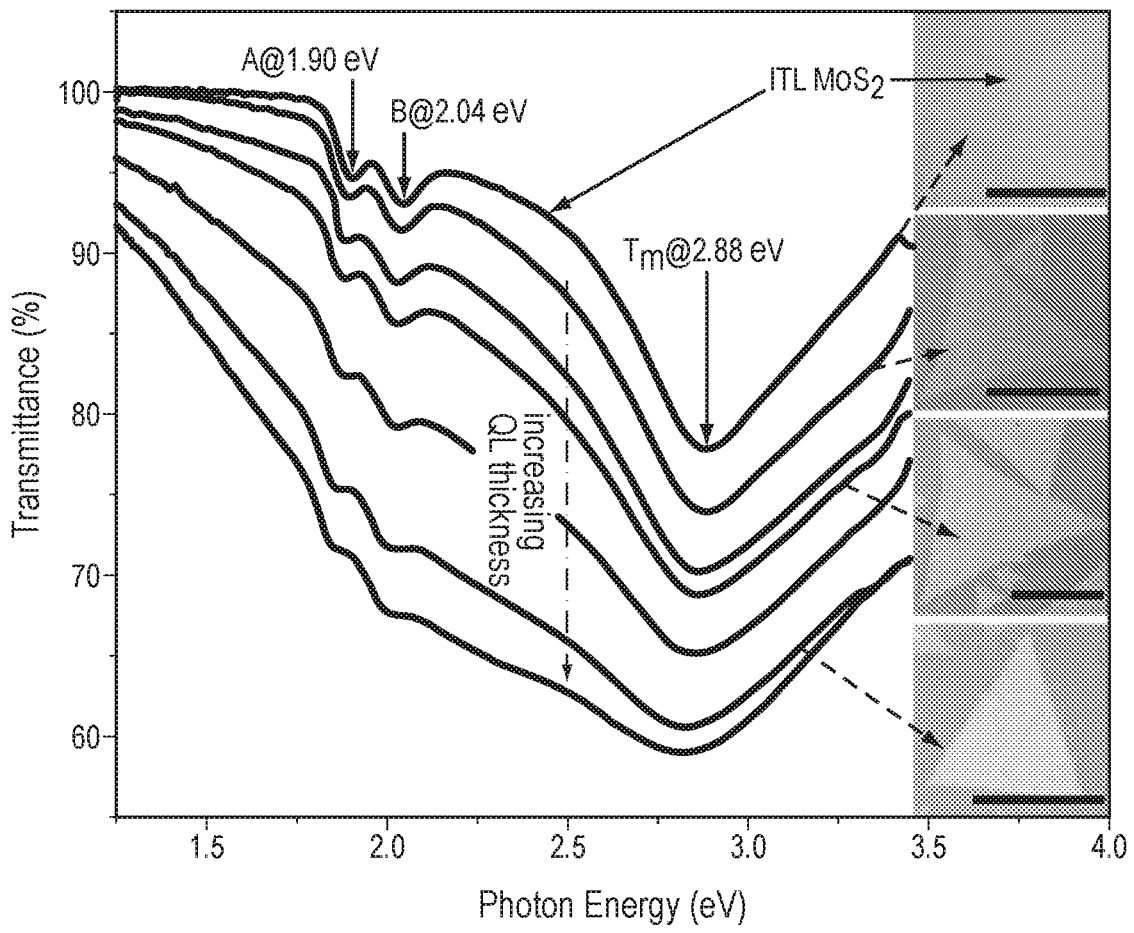 A@1.90 eV
B@2.04 eV
ITL MoS2
Tm@2.88 eV
increasing
QL thickness
100
90
80
70
60
Transmittance (%)
1.5
2.0
2.5
3.0
3.5
4.0
Photon Energy (eV)